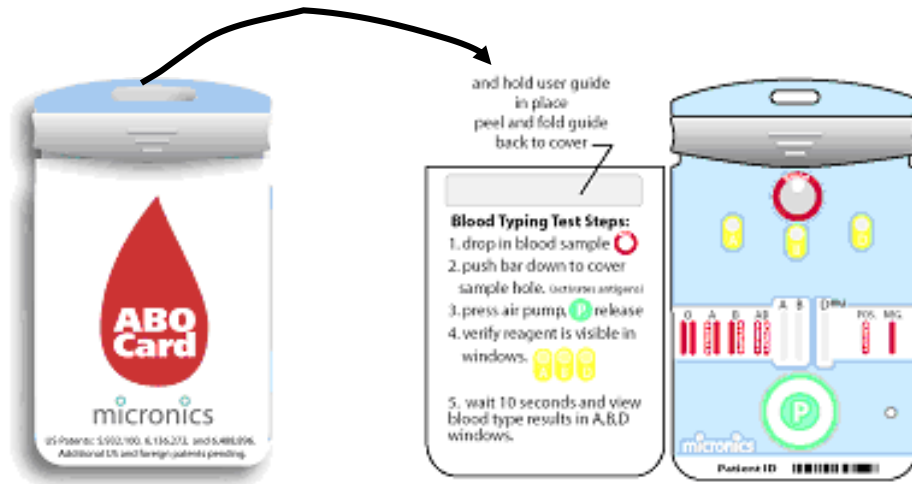 ABO
Card
micronics
US Patents: 5,932,100, 6,136,272, and 6,488,896.
Additional US and foreign patents pending.
and hold user guide
in place
peel and fold guide
back to cover
Blood Typing Test Steps:
1. drop in blood sample
2. push bar down to cover
sample hole. (activates antigens)
3. press air pump, P release
4. verify reagent is visible in
windows. A B D
5. wait 10 seconds and view
blood type results in A,B,D
windows.
A B D
O A B AB A B D POS. NEG.
P
micronics
Patient ID